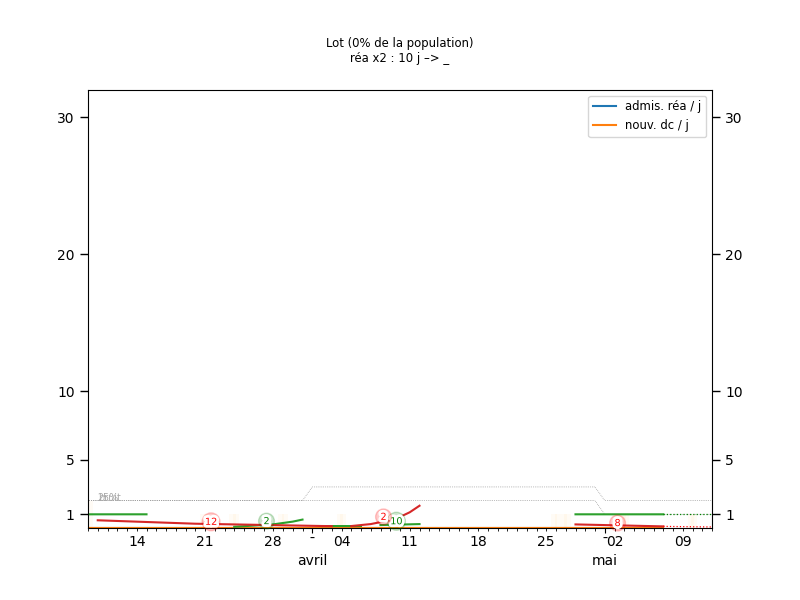 Lot (0% de la population)
réa x2 : 10 j –> _
admis. réa / j
nouv. dc / j
30 30
20 20
10 10
5 5
1 1
12 2 2 10 8
14 21 28 - 04 11 18 25 - 02 09
avril mai